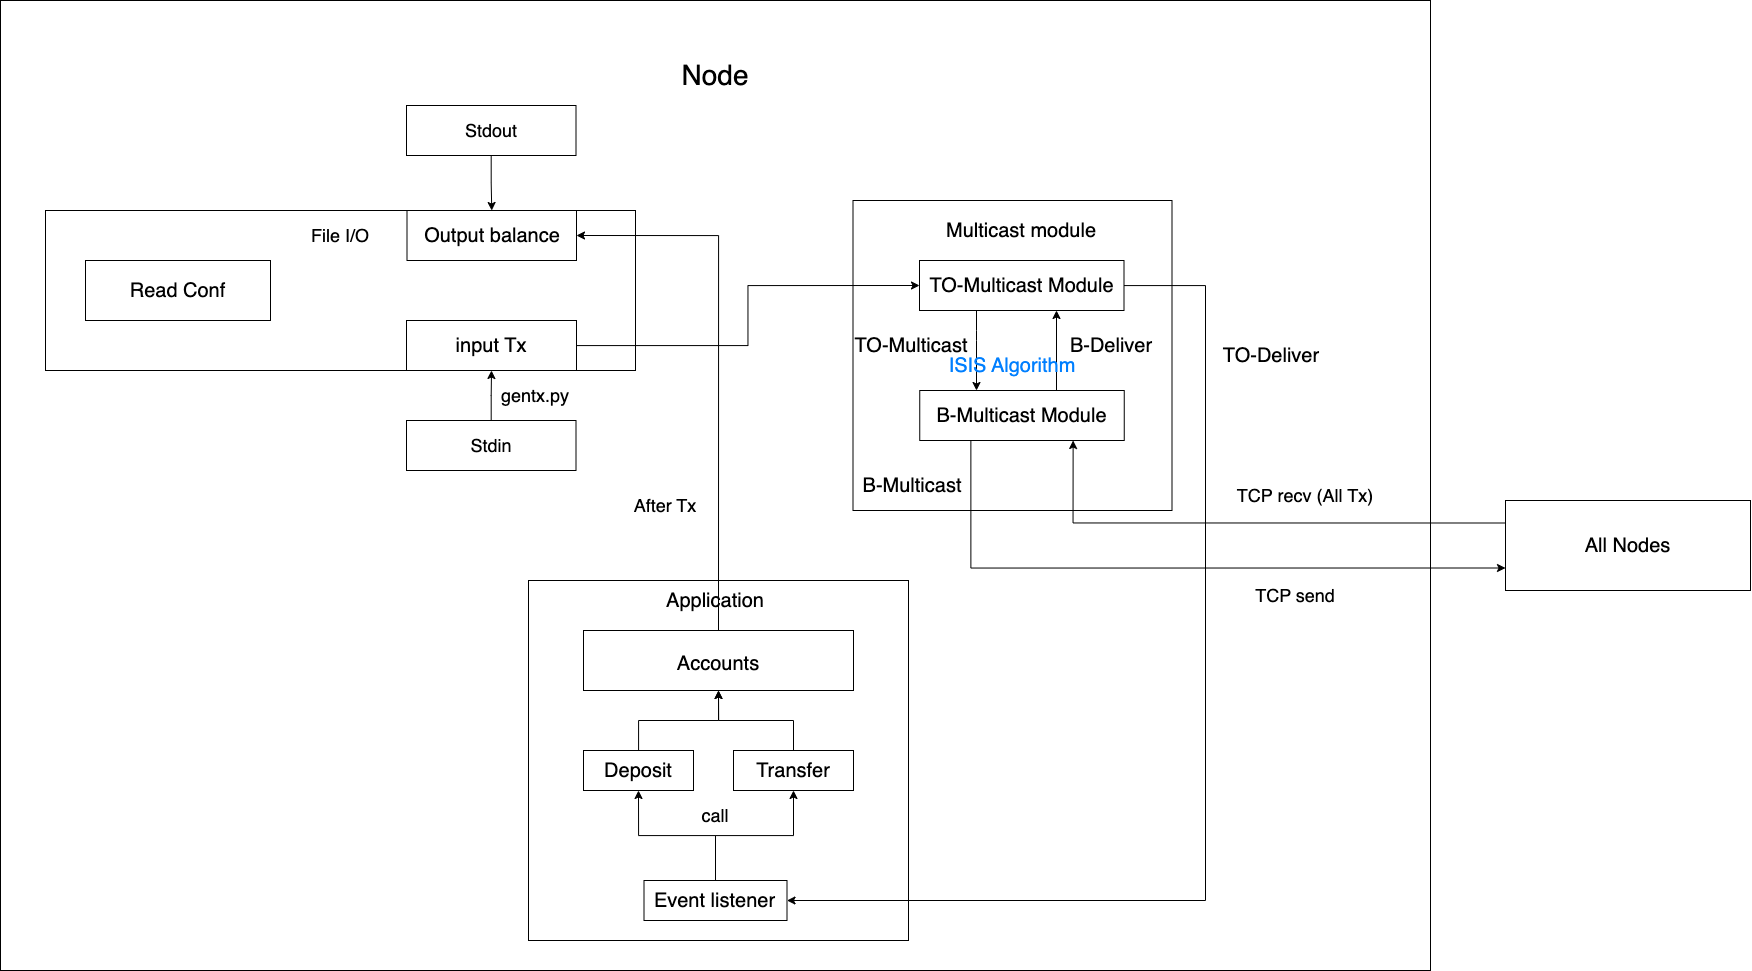 Node
Stdout
File I/O
Output balance
Read Conf
input Tx
gentx.py
Stdin
Multicast module
TO-Multicast Module
TO-Multicast
B-Deliver
ISIS Algorithm
B-Multicast Module
B-Multicast
TO-Deliver
TCP recv (All Tx)
All Nodes
TCP send
After Tx
Application
Accounts
Deposit
Transfer
call
Event listener